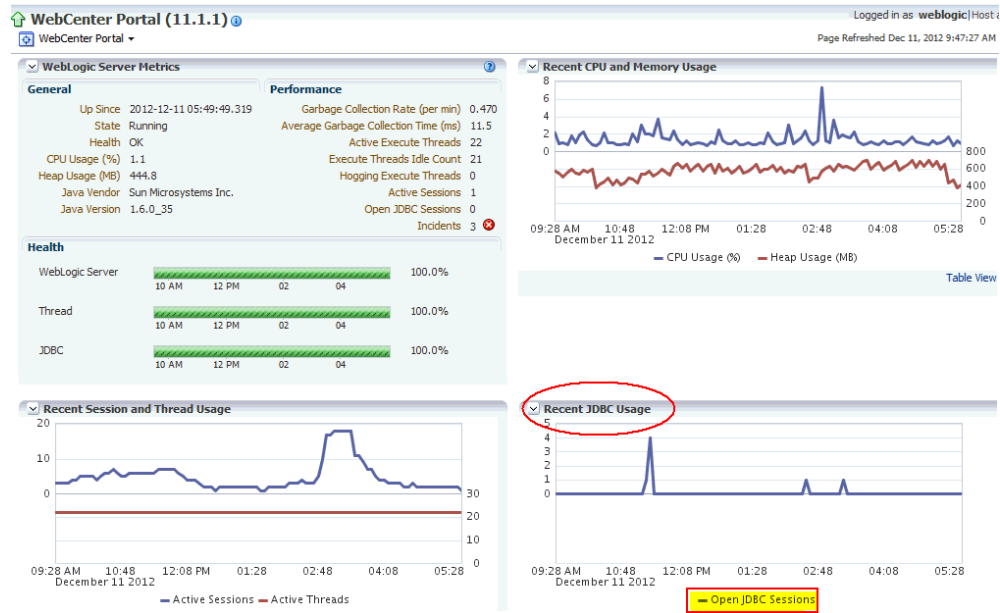 WebCenter Portal (11.1.1)
Logged in as weblogic|Host
WebCenter Portal
Page Refreshed Dec 11, 2012 9:47:27 AM
WebLogic Server Metrics
General
Up Since 2012-12-11 05:49:49.319
State Running
Health OK
CPU Usage (%) 1.1
Heap Usage (MB) 444.8
Java Vendor Sun Microsystems Inc.
Java Version 1.6.0_35
Performance
Garbage Collection Rate (per min) 0.470
Average Garbage Collection Time (ms) 11.5
Active Execute Threads 22
Execute Threads Idle Count 21
Hogging Execute Threads 0
Active Sessions 1
Open JDBC Sessions 0
Incidents 3
Health
WebLogic Server 100.0%
10 AM 12 PM 02 04
Thread 100.0%
10 AM 12 PM 02 04
JDBC 100.0%
10 AM 12 PM 02 04
Recent CPU and Memory Usage
8
6
4
2
0
800
600
400
200
0
09:28 AM 10:48 12:08 PM 01:28 02:48 04:08 05:28
December 11 2012
CPU Usage (%) Heap Usage (MB)
Table View
Recent Session and Thread Usage
20
10
0
30
20
10
0
09:28 AM 10:48 12:08 PM 01:28 02:48 04:08 05:28
December 11 2012
Active Sessions Active Threads
Recent JDBC Usage
5
4
3
2
1
0
09:28 AM 10:48 12:08 PM 01:28 02:48 04:08 05:28
December 11 2012
Open JDBC Sessions